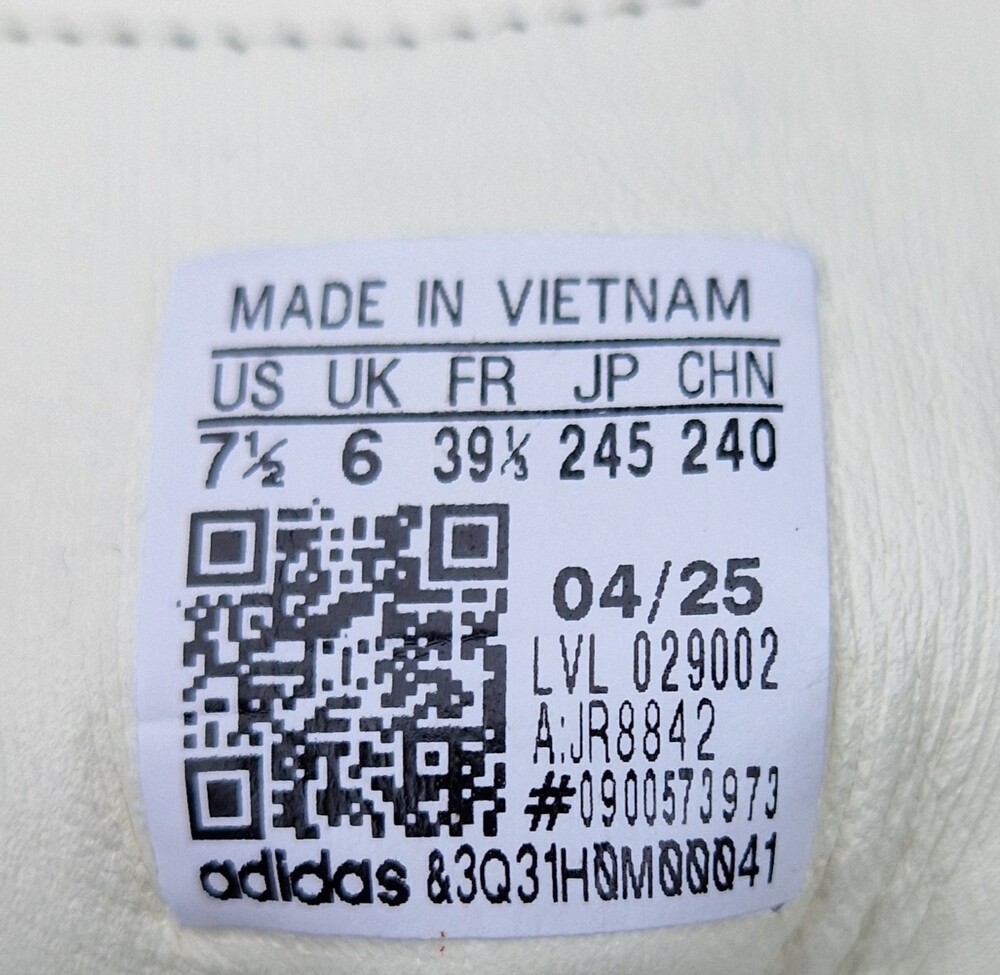 MADE IN VIETNAM
US UK FR JP CHN
7½ 6 39⅓ 245 240
04/25
LVL 029002
A:JR8842
#0900573973
adidas &3Q31H0M00041